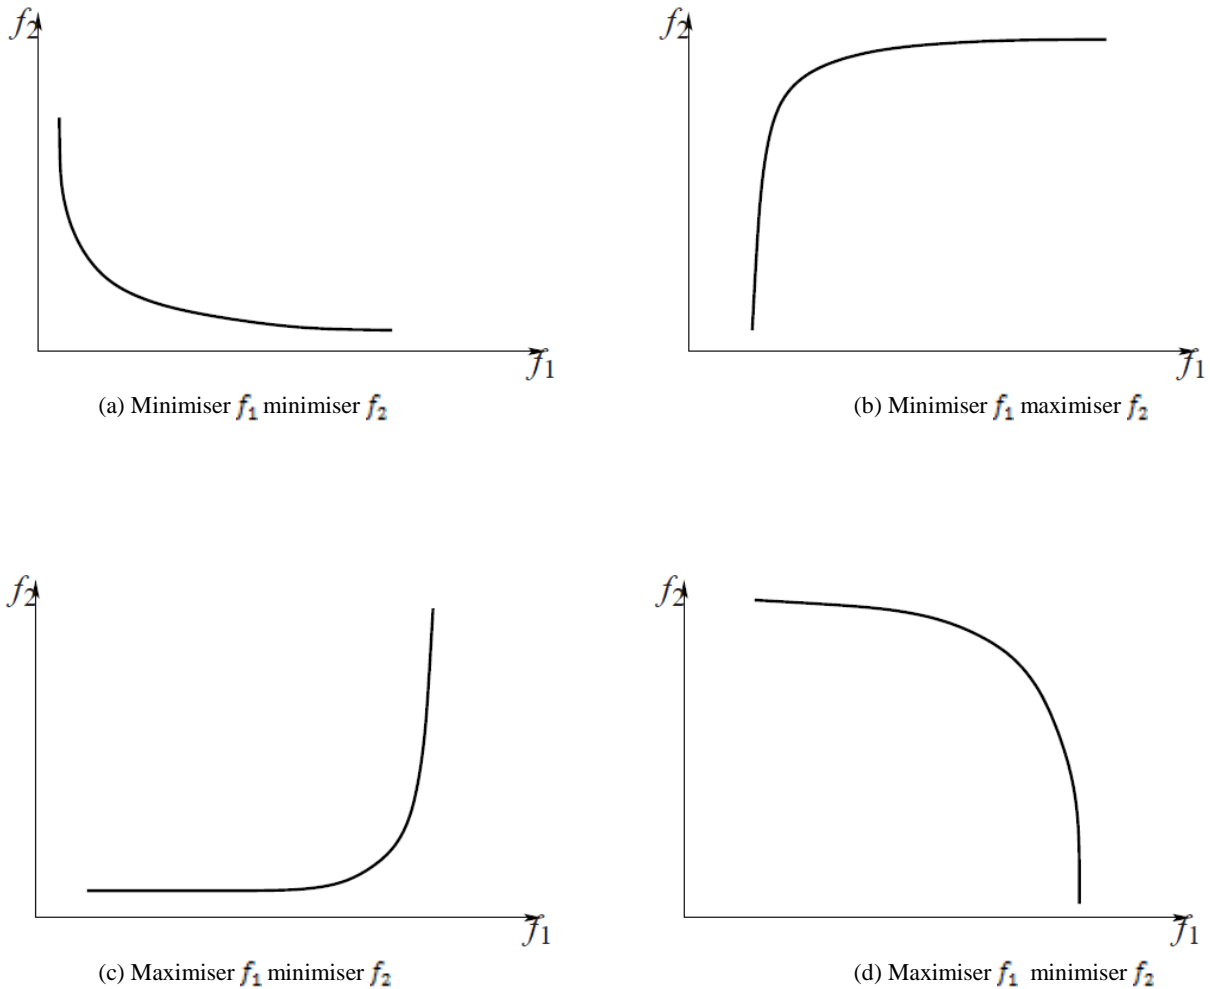 f₂
f₂
f₁
f₁
(a) Minimiser f₁ minimiser f₂
(b) Minimiser f₁ maximiser f₂
f₂
f₂
f₁
f₁
(c) Maximiser f₁ minimiser f₂
(d) Maximiser f₁ minimiser f₂